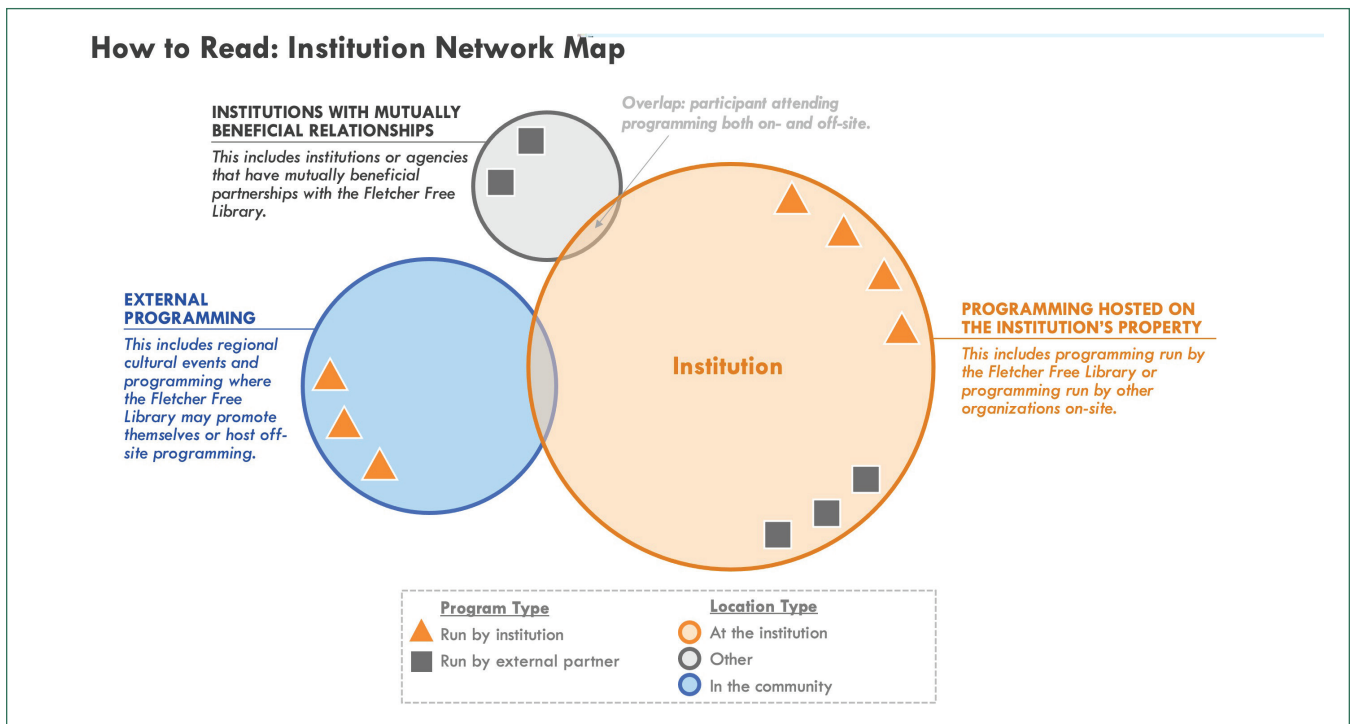 How to Read: Institution Network Map
INSTITUTIONS WITH MUTUALLY
BENEFICIAL RELATIONSHIPS
This includes institutions or agencies
that have mutually beneficial
partnerships with the Fletcher Free
Library.
Overlap: participant attending
programming both on- and off-site.
EXTERNAL
PROGRAMMING
This includes regional
cultural events and
programming where
the Fletcher Free
Library may promote
themselves or host off-
site programming.
Institution
PROGRAMMING HOSTED ON
THE INSTITUTION'S PROPERTY
This includes programming run by
the Fletcher Free Library or
programming run by other
organizations on-site.
Program Type
Run by institution
Run by external partner
Location Type
At the institution
Other
In the community